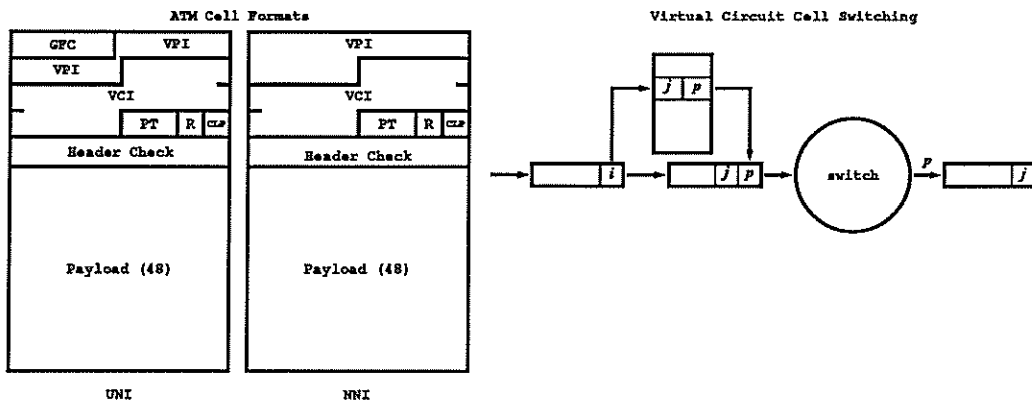 ATM Cell Formats
GFC VPI
VPI
VCI
PT R CLP
Header Check
Payload (48)
UNI
VPI
VCI
PT R CLP
Header Check
Payload (48)
NNI
Virtual Circuit Cell Switching
j p
i
j p
switch
p
j